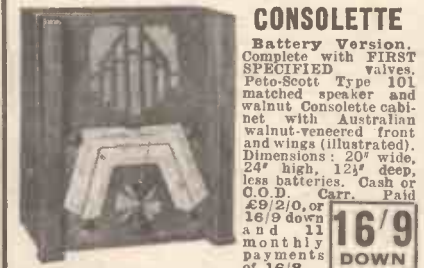 CONSOLETTE
Battery Version.
Complete with FIRST
SPECIFIED valves,
Peto-Scott Type 101
matched speaker and
walnut Consolette cabi-
net with Australian
walnut-veneered front
and wings (illustrated).
Dimensions: 20" wide,
24" high, 12½" deep,
less batteries. Cash or
C.O.D. Carr. Paid
£9/2/0, or
16/9 down
and 11
monthly
payments
of 16/9
16/9
DOWN